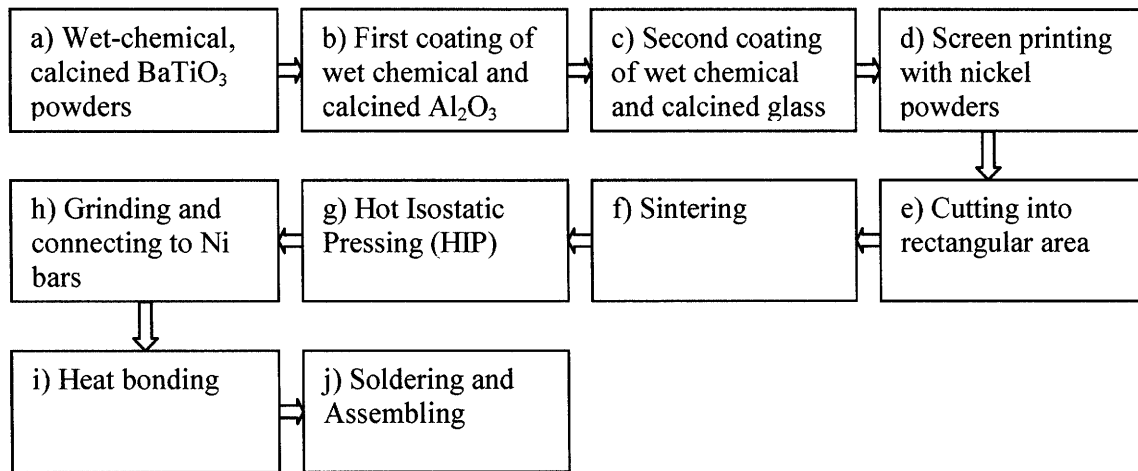 a) Wet-chemical,
calcined BaTiO₃
powders
b) First coating of
wet chemical and
calcined Al₂O₃
c) Second coating
of wet chemical
and calcined glass
d) Screen printing
with nickel
powders
e) Cutting into
rectangular area
f) Sintering
g) Hot Isostatic
Pressing (HIP)
h) Grinding and
connecting to Ni
bars
i) Heat bonding
j) Soldering and
Assembling